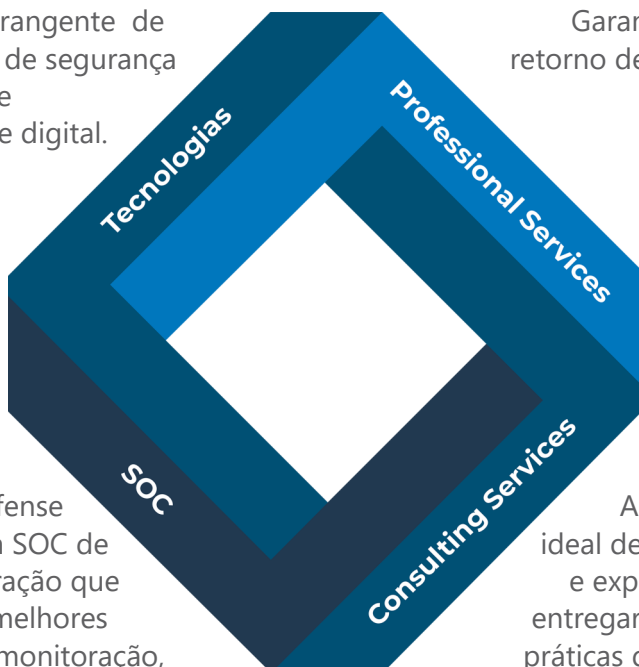 rangente de
de segurança
e
e digital.
Garan
retorno de
Tecnologias
Professional Services
SOC
Consulting Services
fense
SOC de
ração que
melhores
monitoração,
A
ideal de
e exp
entregar
práticas